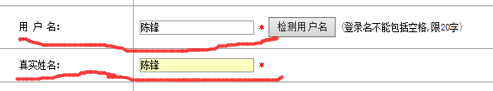 用 户 名： 陈锋 * 检测用户名 (登录名不能包括空格,限20字)
真实姓名： 陈锋 *